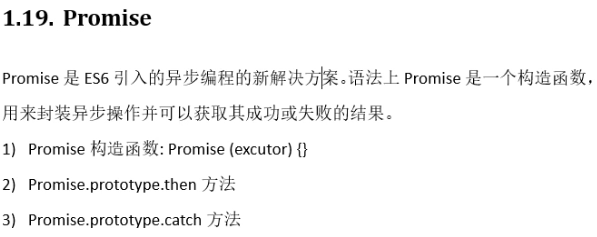 1.19. Promise
Promise 是 ES6 引入的异步编程的新解决方案。语法上 Promise 是一个构造函数，
用来封装异步操作并可以获取其成功或失败的结果。
1) Promise 构造函数: Promise (excutor) {}
2) Promise.prototype.then 方法
3) Promise.prototype.catch 方法